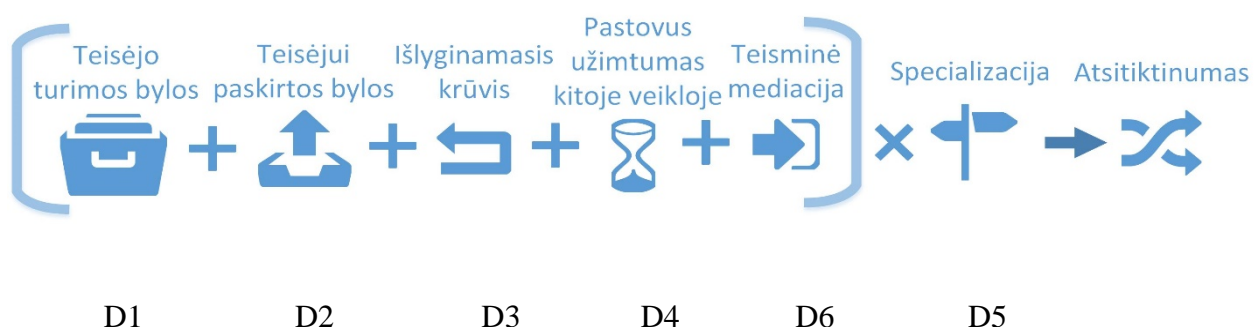 Teisėjo
turimos bylos
Teisėjui
paskirtos bylos
Išlyginamasis
krūvis
Pastovus
užimtumas
kitoje veikloje
Teisminė
mediacija
Specializacija
Atsitiktinumas
D1 D2 D3 D4 D6 D5